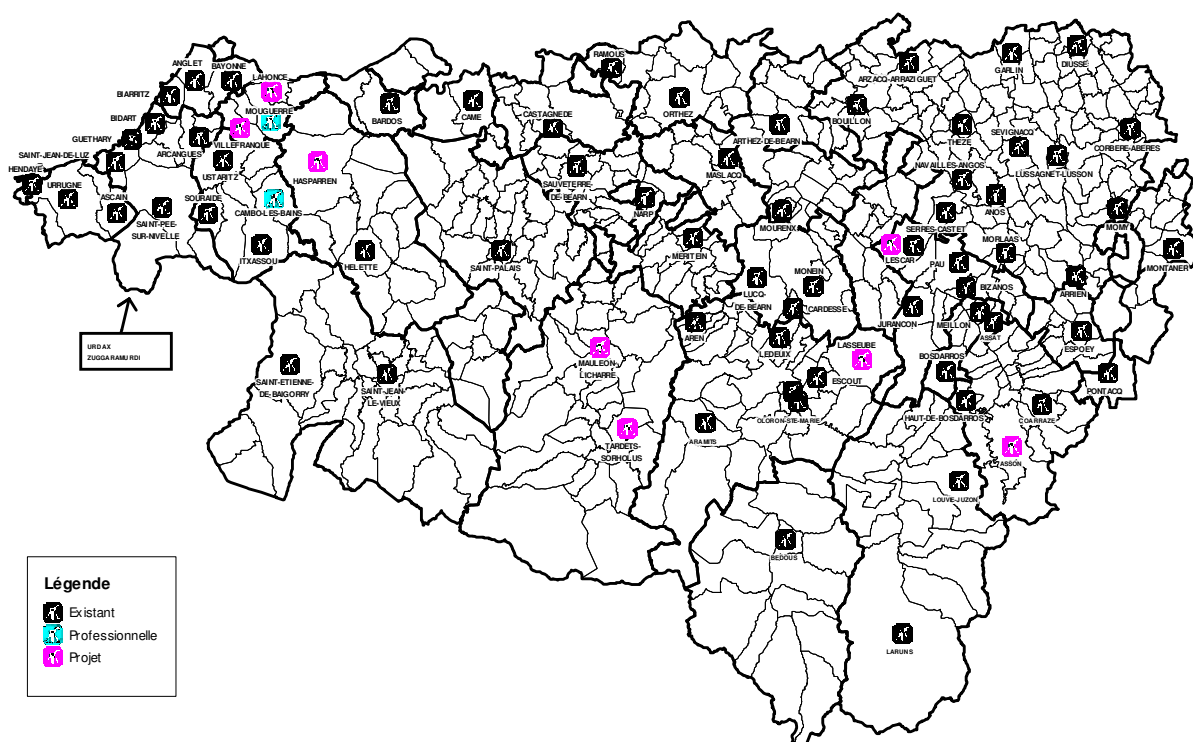 RAMOUS
GARLIN
DIUSSE
ANGLET
BAYONNE
LAHONCE
ARZACQ-ARRAZIGUET
BIARRITZ
MOUGUERRE
BARDOS
CAME
CASTAGNEDE
ORTHEZ
BOUILLON
BIDART
GUETHARY
VILLEFRANQUE
ARTHEZ-DE-BEARN
THEZE
SEVIGNACQ
CORBERE-ABERES
SAINT-JEAN-DE-LUZ
ARCANGUES
HENDAYE
USTARITZ
HASPARREN
MASLACQ
NAVAILLES-ANGOS
LUSSAGNET-LUSSON
URRUGNE
SAUVETERRE-
DE-BEARN
ASCAIN
SOURAIDE
CAMBO-LES-BAINS
NARP
ANOS
SAINT-PEE-
SUR-NIVELLE
MOURENX
SERRES-CASTET
MOMY
ITXASSOU
HELETTE
SAINT-PALAIS
MERITEIN
LESCAR
PAU
MORLAAS
MONTANER
MONEIN
LUCQ-
DE-BEARN
BIZANOS
ARRIEN
CARDESSE
JURANCON
MEILLON
ASSAT
URDAX
ZUGGARAMURDI
AREN
LEDEUIX
LASSEUBE
ESPOEY
MAULEON-
LICHARRE
BOSDARROS
SAINT-ETIENNE-
DE-BAIGORRY
SAINT-JEAN-
LE-VIEUX
ESCOUT
PONTACQ
HAUT-DE-BOSDARROS
COARRAZE
OLORON-STE-MARIE
ARAMITS
TARDETS-
SORHOLUS
ASSON
LOUVIE-JUZON
BEDOUS
LARUNS
Légende
Existant
Professionnelle
Projet